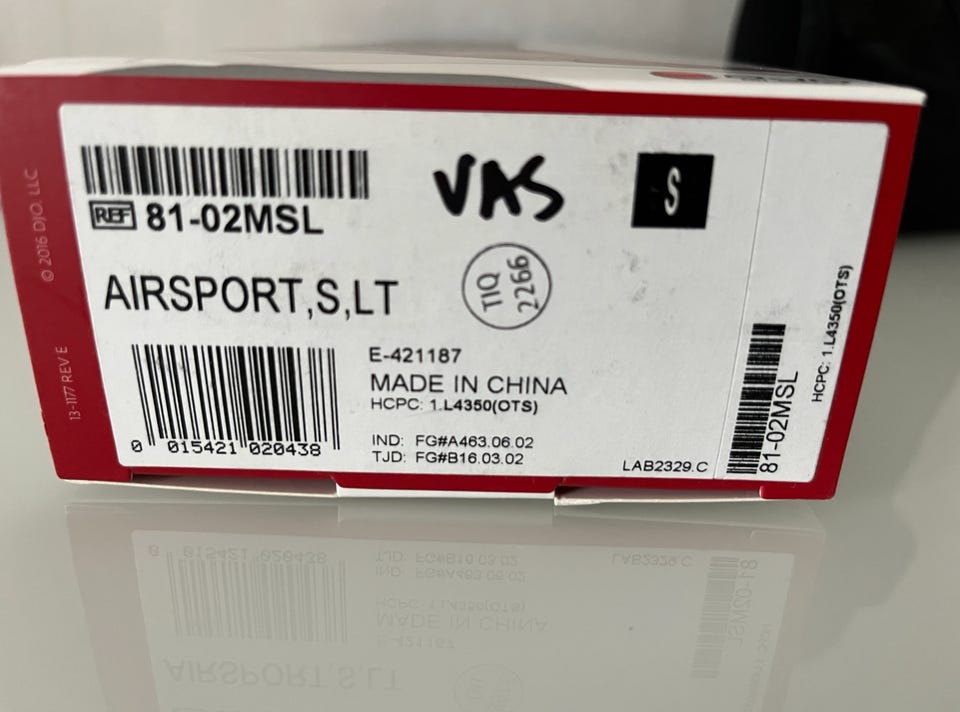 © 2016 DJO, LLC
13-1177 REV E
VAS
S
REF 81-02MSL
AIRSPORT,S,LT
TIQ
2266
E-421187
MADE IN CHINA
HCPC: 1.L4350(OTS)
0 015421 020438
IND: FG#A463.06.02
TJD: FG#B16.03.02
LAB2329.C
81-02MSL
HCPC: 1.L4350(OTS)